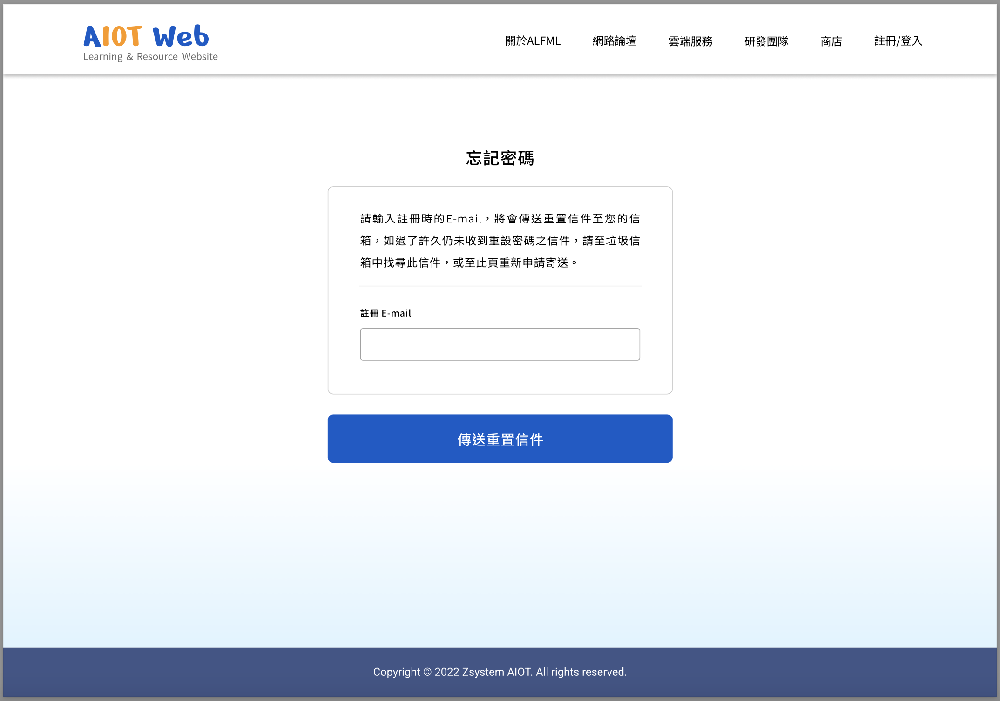 AIOT Web
Learning & Resource Website
關於ALFML
網路論壇
雲端服務
研發團隊
商店
註冊/登入
忘記密碼
請輸入註冊時的E-mail，將會傳送重置信件至您的信
箱，如過了許久仍未收到重設密碼之信件，請至垃圾信
箱中找尋此信件，或至此頁重新申請寄送。
註冊 E-mail
傳送重置信件
Copyright © 2022 Zsystem AIOT. All rights reserved.